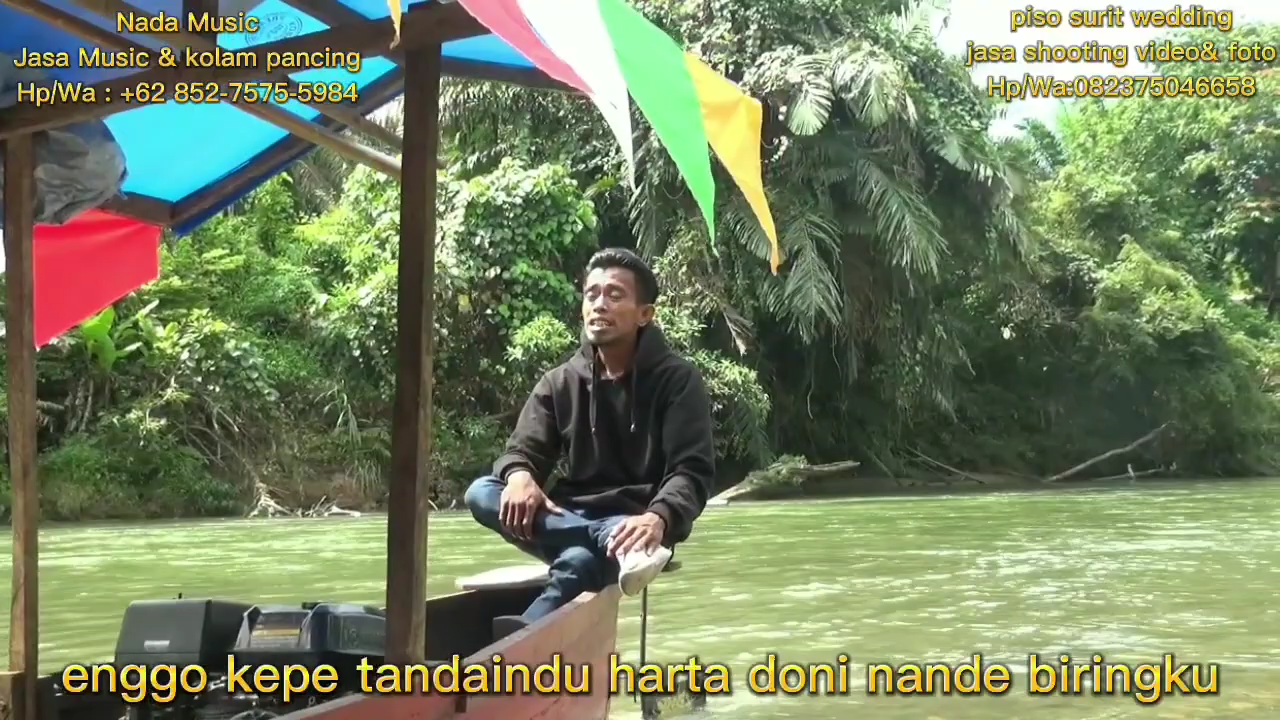 Nada Music
Jasa Music & kolam pancing
Hp/Wa : +62 852-7575-5984
piso surit wedding
jasa shooting video& foto
Hp/Wa:082375046658
enggo kepe tandaindu harta doni nande biringku